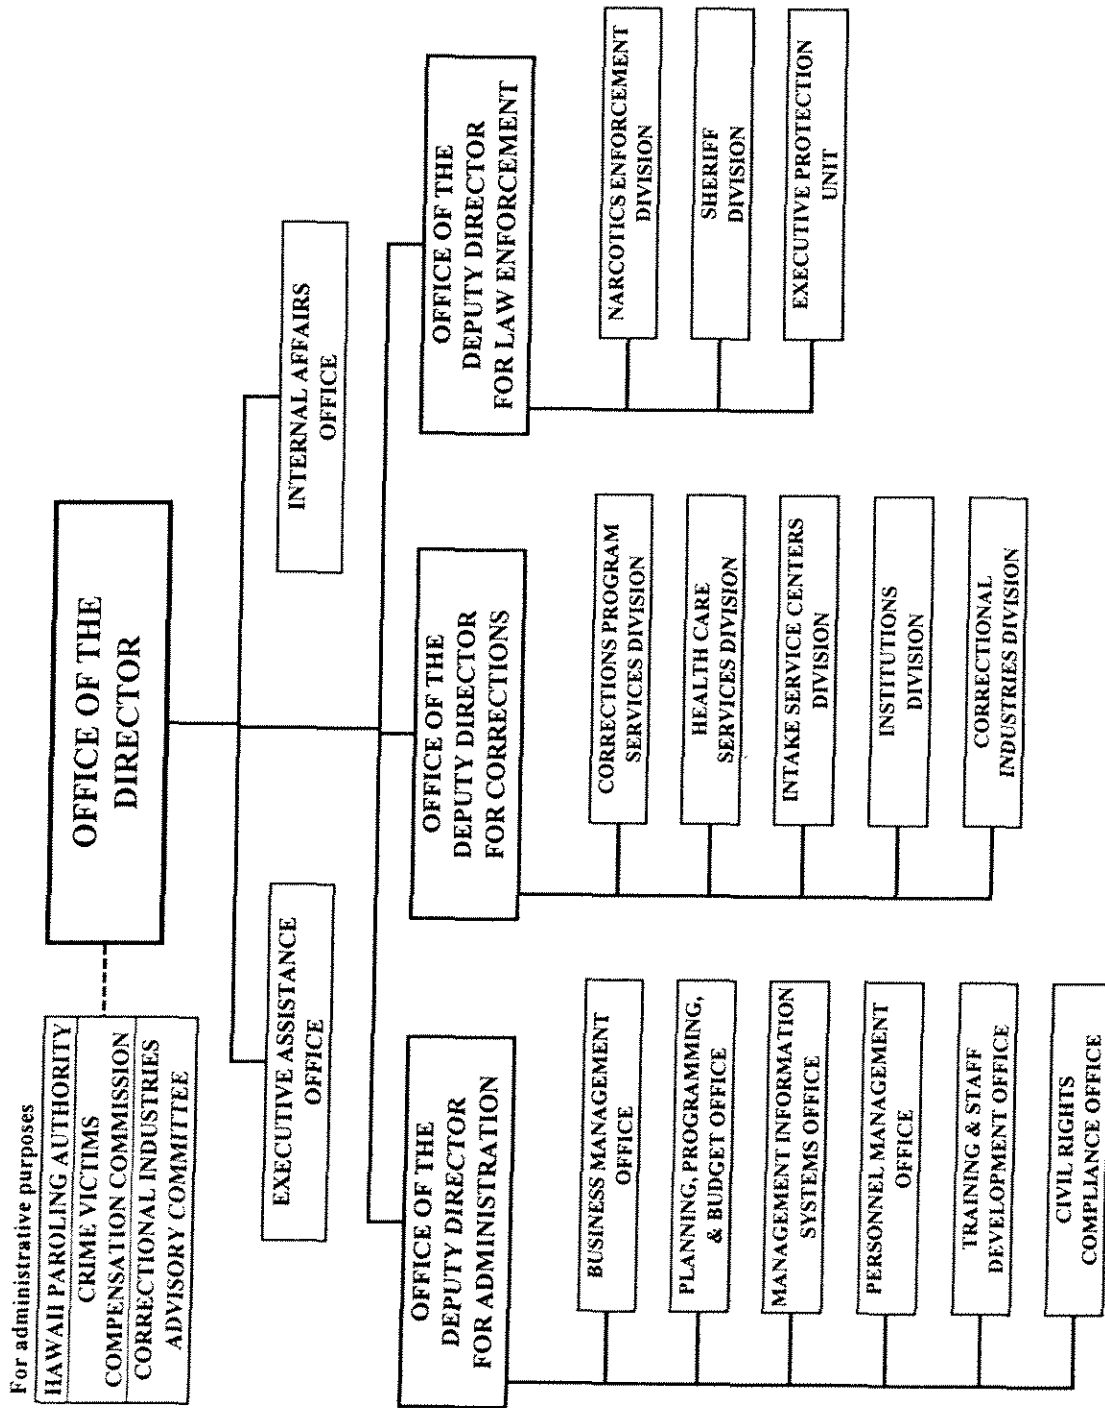 For administrative purposes
HAWAII PAROLING AUTHORITY
CRIME VICTIMS
COMPENSATION COMMISSION
CORRECTIONAL INDUSTRIES
ADVISORY COMMITTEE
OFFICE OF THE
DIRECTOR
EXECUTIVE ASSISTANCE
OFFICE
INTERNAL AFFAIRS
OFFICE
OFFICE OF THE
DEPUTY DIRECTOR
FOR ADMINISTRATION
BUSINESS MANAGEMENT
OFFICE
PLANNING, PROGRAMMING,
& BUDGET OFFICE
MANAGEMENT INFORMATION
SYSTEMS OFFICE
PERSONNEL MANAGEMENT
OFFICE
TRAINING & STAFF
DEVELOPMENT OFFICE
CIVIL RIGHTS
COMPLIANCE OFFICE
OFFICE OF THE
DEPUTY DIRECTOR
FOR CORRECTIONS
CORRECTIONS PROGRAM
SERVICES DIVISION
HEALTH CARE
SERVICES DIVISION
INTAKE SERVICE CENTERS
DIVISION
INSTITUTIONS
DIVISION
CORRECTIONAL
INDUSTRIES DIVISION
OFFICE OF THE
DEPUTY DIRECTOR
FOR LAW ENFORCEMENT
NARCOTICS ENFORCEMENT
DIVISION
SHERIFF
DIVISION
EXECUTIVE PROTECTION
UNIT